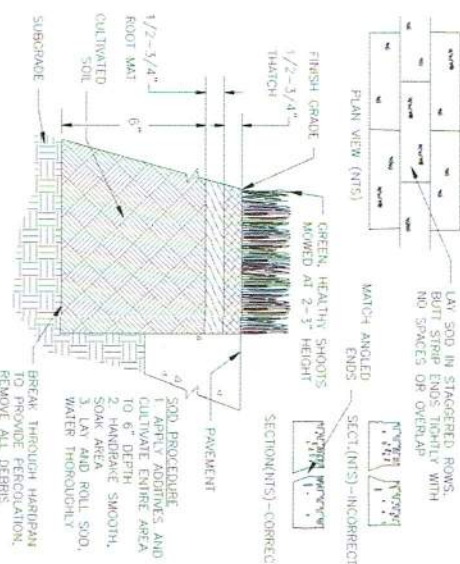 LAY SOD IN STAGGERED ROWS.
BUTT STRIP ENDS TIGHTLY WITH
NO SPACES OR OVERLAP
PLAN VIEW (NTS)
MATCH ANGLED
ENDS
SECT.(NTS)-INCORRECT
SECTION(NTS)-CORREC
FINISH GRADE
1/2-3/4"
THATCH
GREEN, HEALTHY SHOOTS
MOWED AT 2-3"
HEIGHT
1/2-3/4"
ROOT MAT
CULTIVATED
SOIL
6"
SUBGRADE
PAVEMENT
SOD PROCEDURE
1 APPLY ADDITIVES AND
CULTIVATE ENTIRE AREA
TO 6" DEPTH
2. HANDRAKE SMOOTH,
SOAK AREA
3. LAY AND ROLL SOD,
WATER THOROUGHLY
BREAK THROUGH HARDPAN
TO PROVIDE PERCOLATION,
REMOVE ALL DEBRIS